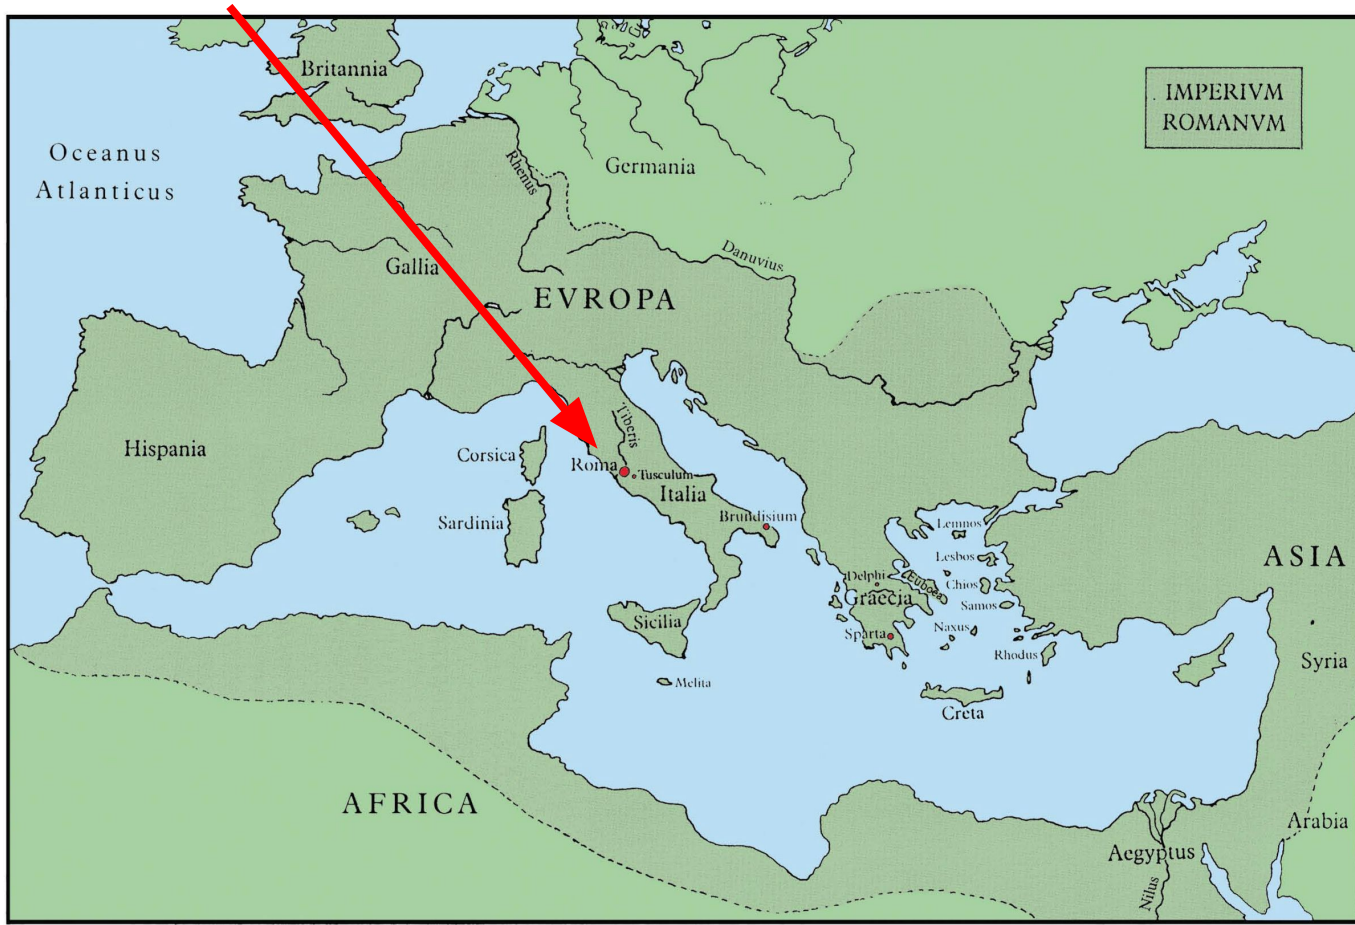 Britannia
IMPERIVM
ROMANVM
Oceanus
Atlanticus
Rhenus
Germania
Danuvius
Gallia
EVROPA
Tiberis
Hispania
Corsica
Roma
Tusculum
Italia
Sardinia
Brundisium
Lemnos
Lesbos
ASIA
Delphi
Euboea
Chios
Graecia
Samos
Sicilia
Sparta
Naxus
Rhodus
Syria
Melita
Creta
AFRICA
Arabia
Aegyptus
Nilus